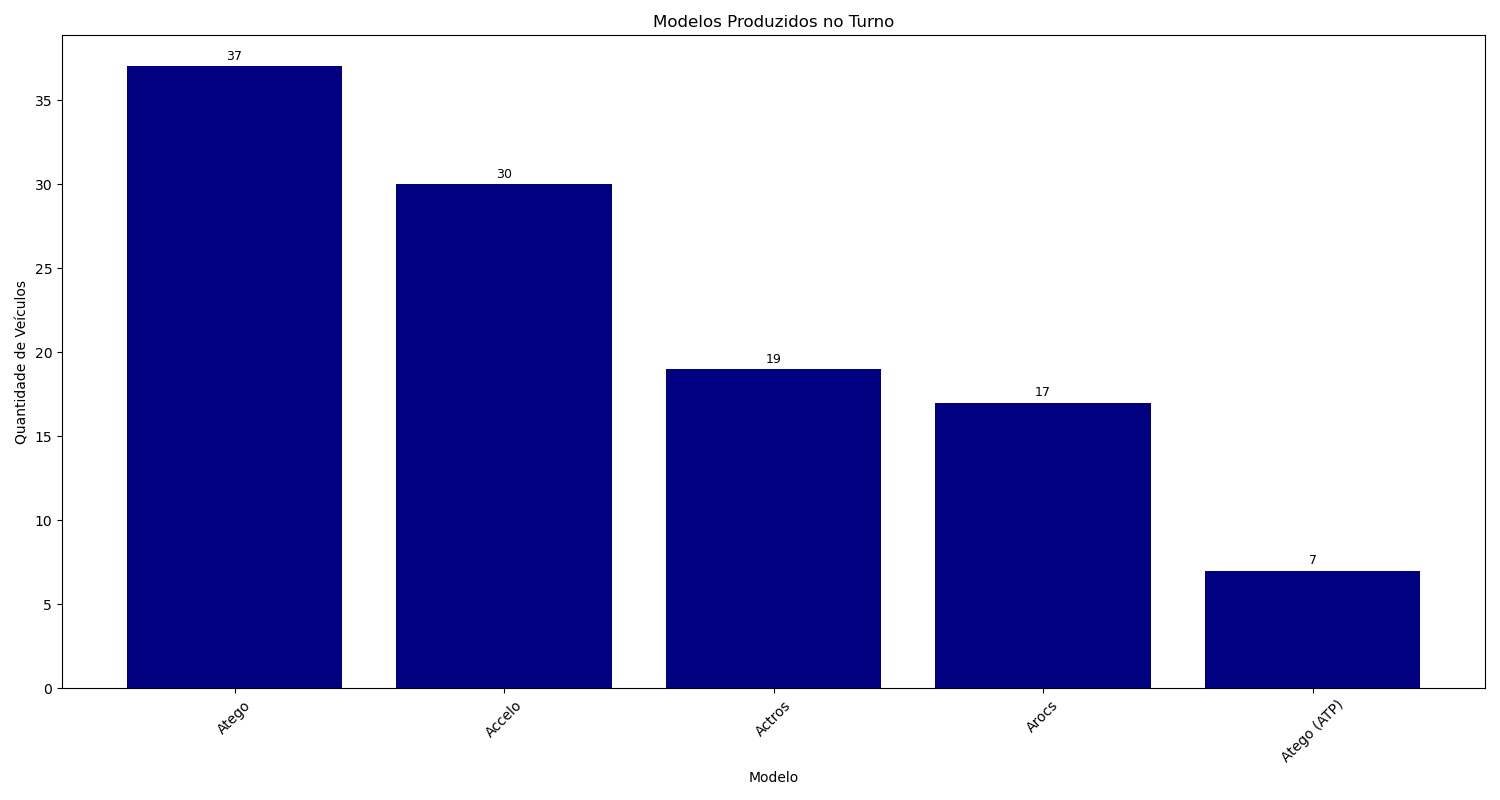 Modelos Produzidos no Turno
37
30
19
17
7
35
30
25
20
15
10
5
0
Quantidade de Veículos
Atego
Accelo
Actros
Arocs
Atego (ATP)
Modelo